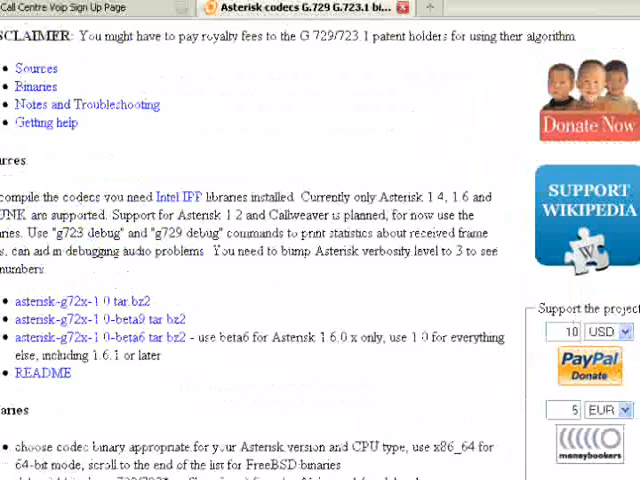 Call Centre Voip Sign Up Page
Asterisk codecs G.729 G.723.1 bi...
SCLAIMER: You might have to pay royalty fees to the G.729/723.1 patent holders for using their algorithm.
Sources
Binaries
Notes and Troubleshooting
Getting help
urces
compile the codecs you need Intel IPP libraries installed. Currently only Asterisk 1.4, 1.6 and
UNK are supported. Support for Asterisk 1.2 and Callweaver is planned, for now use the
aries. Use "g723 debug" and "g729 debug" commands to print statistics about received frame
s, can aid in debugging audio problems. You need to bump Asterisk verbosity level to 3 to see
numbers.
asterisk-g72x-1.0.tar.bz2
asterisk-g72x-1.0-beta9.tar.bz2
asterisk-g72x-1.0-beta6.tar.bz2 - use beta6 for Asterisk 1.6.0.x only, use 1.0 for everything
else, including 1.6.1 or later
README
aries
choose codec binary appropriate for your Asterisk version and CPU type, use x86_64 for
64-bit mode, scroll to the end of the list for FreeBSD binaries
Donate Now
SUPPORT
WIKIPEDIA
Support the project
10 USD
PayPal
Donate
5 EUR
moneybookers